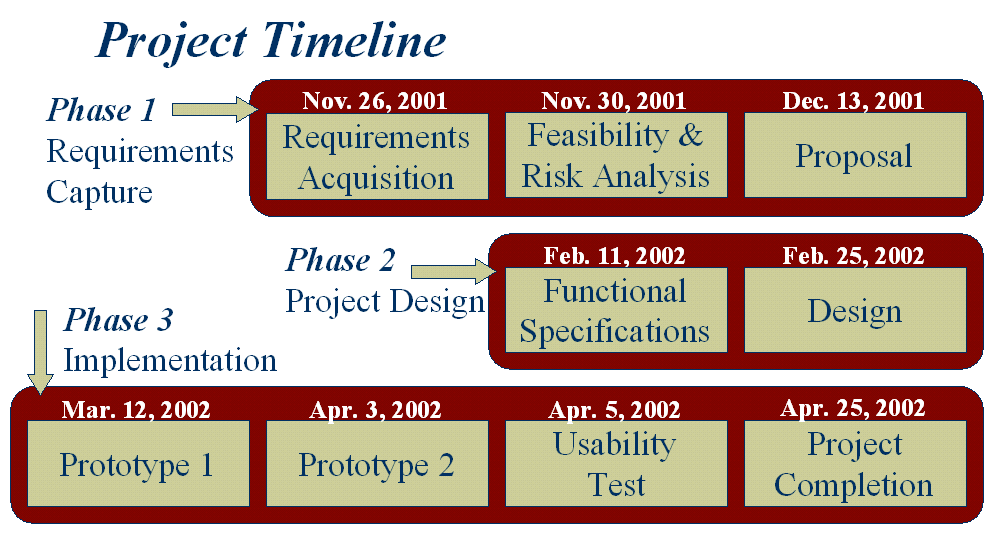 Project Timeline
Phase 1
Requirements
Capture
Nov. 26, 2001
Requirements
Acquisition
Nov. 30, 2001
Feasibility &
Risk Analysis
Dec. 13, 2001
Proposal
Phase 2
Project Design
Feb. 11, 2002
Functional
Specifications
Feb. 25, 2002
Design
Phase 3
Implementation
Mar. 12, 2002
Prototype 1
Apr. 3, 2002
Prototype 2
Apr. 5, 2002
Usability
Test
Apr. 25, 2002
Project
Completion